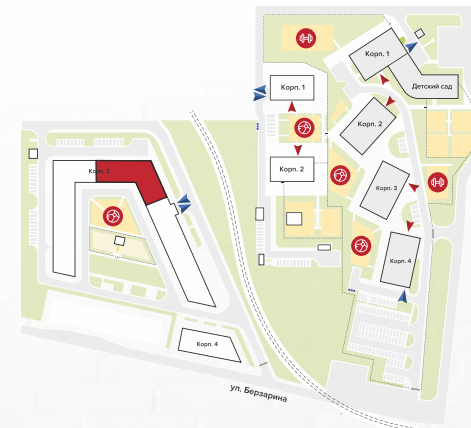 Корп. 1
Детский сад
Корп. 1
Корп. 2
Корп. 2
Корп. 3
Корп. 3
Корп. 4
Корп. 4
ул. Берзарина